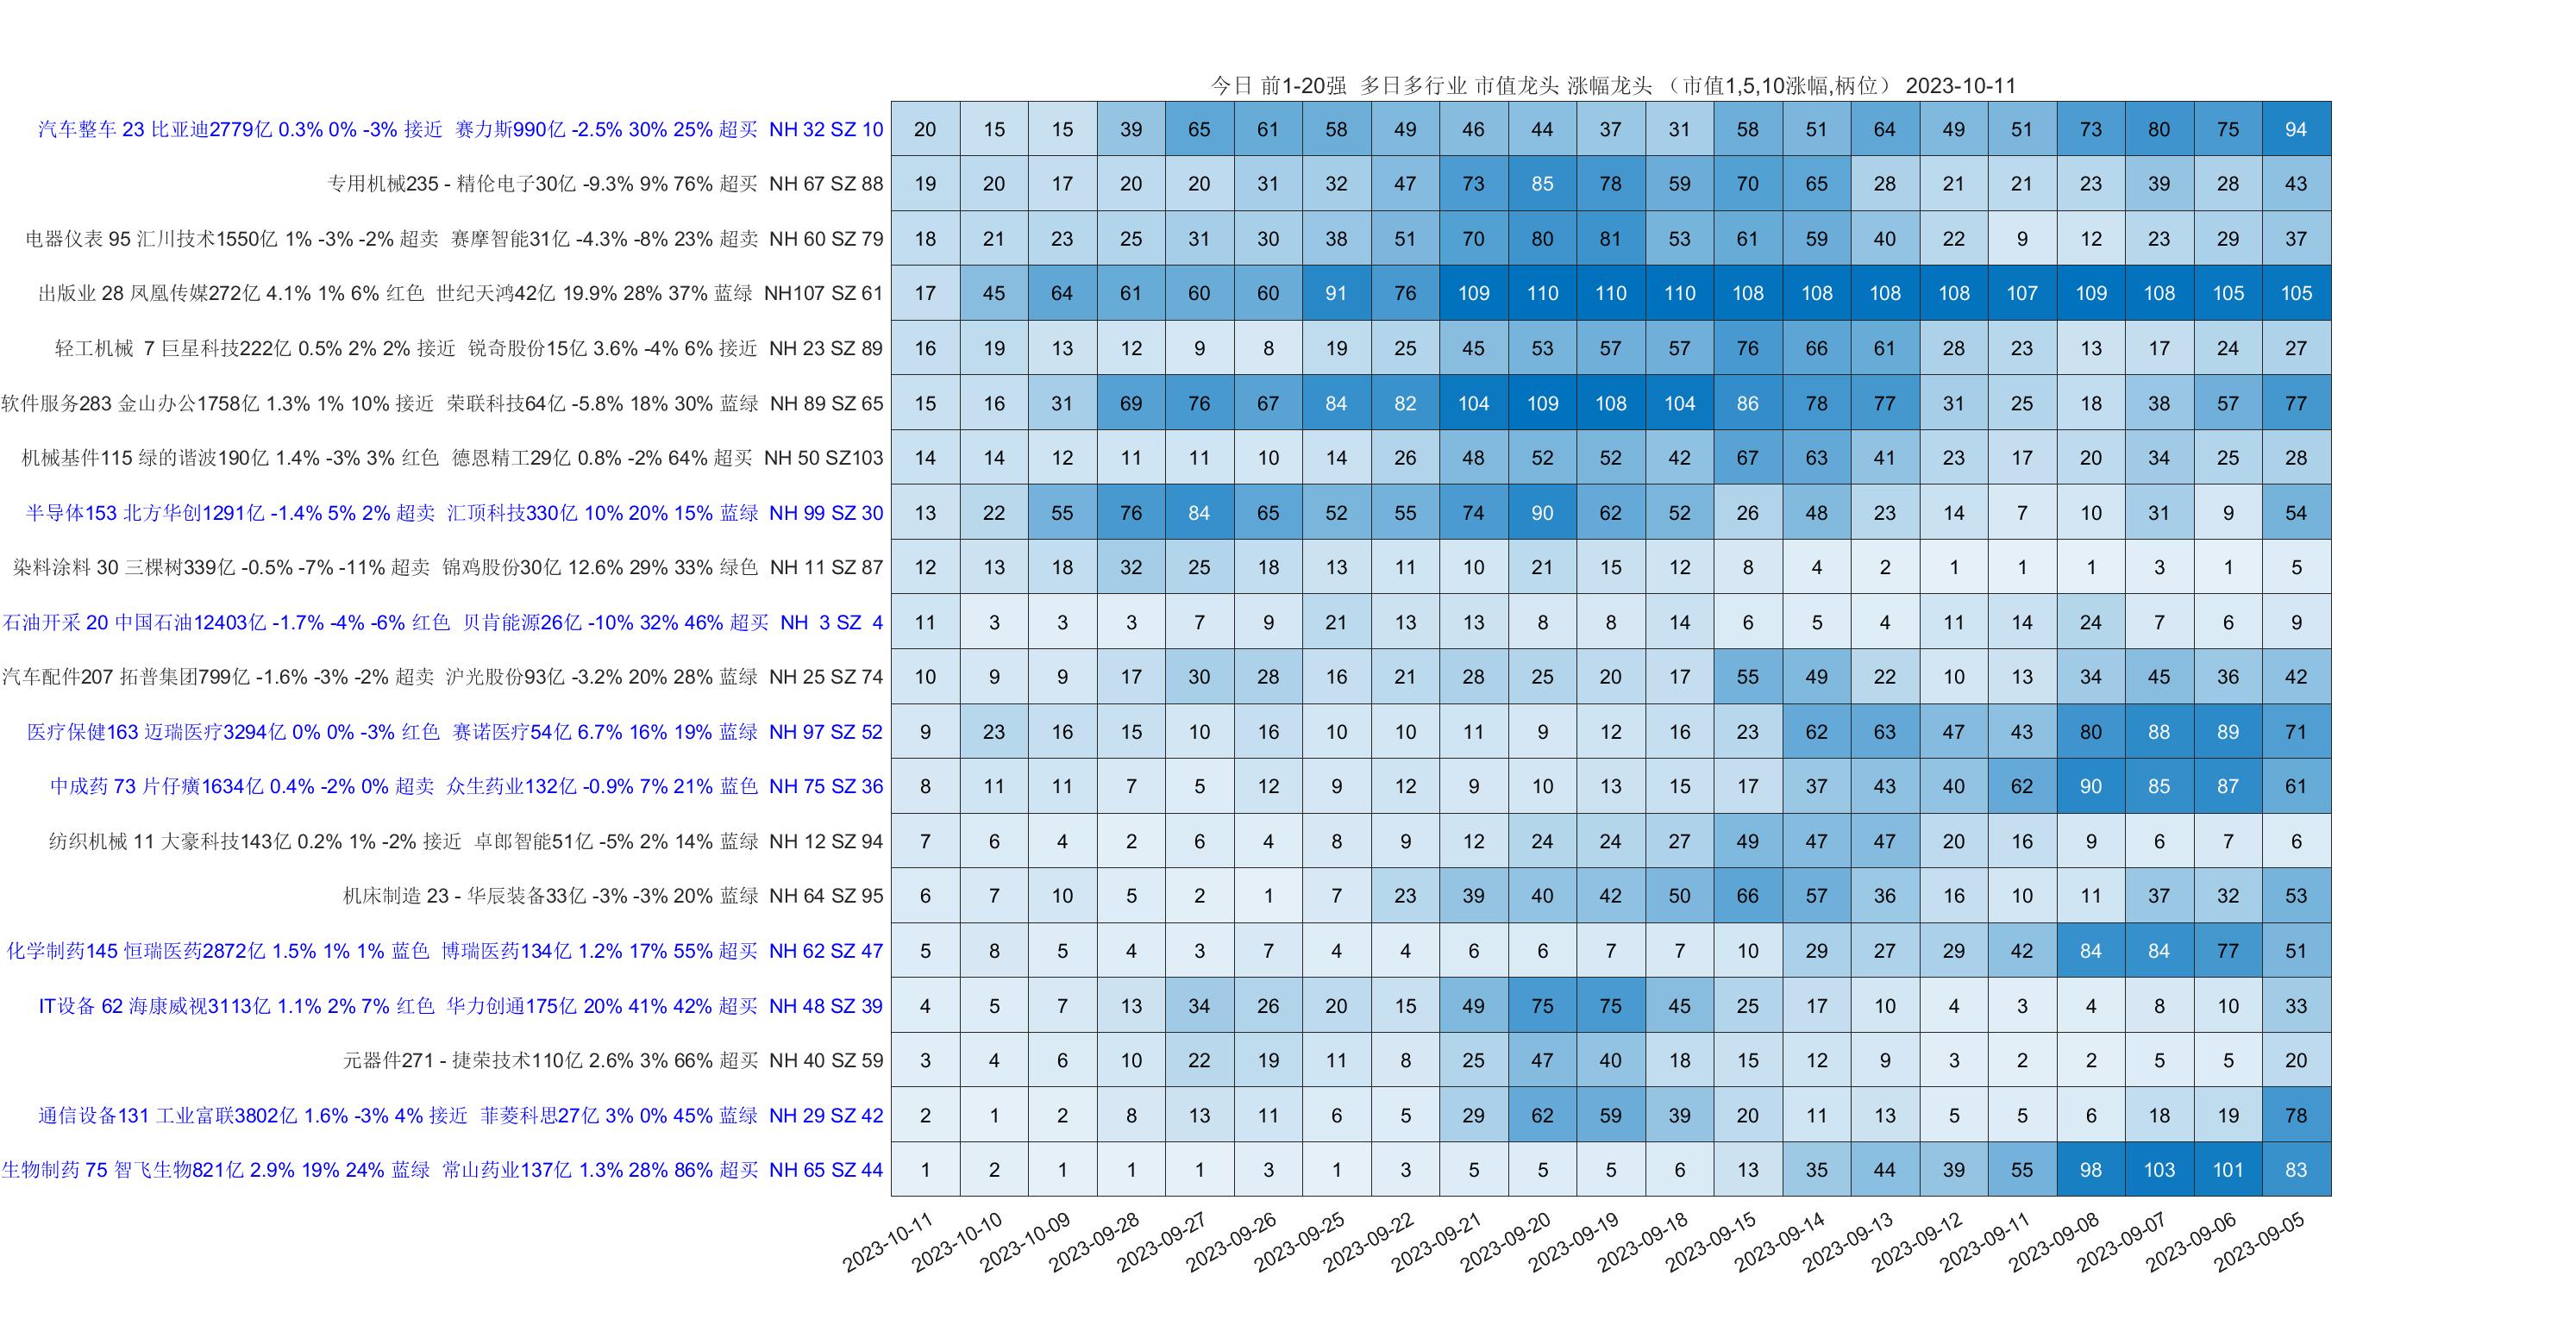 今日 前1-20强 多日多行业 市值龙头 涨幅龙头 （市值1,5,10涨幅,柄位） 2023-10-11
汽车整车 23 比亚迪2779亿 0.3% 0% -3% 接近 赛力斯990亿 -2.5% 30% 25% 超买 NH 32 SZ 10 20 15 15 39 65 61 58 49 46 44 37 31 58 51 64 49 51 73 80 75 94
专用机械235 - 精伦电子30亿 -9.3% 9% 76% 超买 NH 67 SZ 88 19 20 17 20 20 31 32 47 73 85 78 59 70 65 28 21 21 23 39 28 43
电器仪表 95 汇川技术1550亿 1% -3% -2% 超卖 赛摩智能31亿 -4.3% -8% 23% 超卖 NH 60 SZ 79 18 21 23 25 31 30 38 51 70 80 81 53 61 59 40 22 9 12 23 29 37
出版业 28 凤凰传媒272亿 4.1% 1% 6% 红色 世纪天鸿42亿 19.9% 28% 37% 蓝绿 NH107 SZ 61 17 45 64 61 60 60 91 76 109 110 110 110 108 108 108 108 107 109 108 105 105
轻工机械 7 巨星科技222亿 0.5% 2% 2% 接近 锐奇股份15亿 3.6% -4% 6% 接近 NH 23 SZ 89 16 19 13 12 9 8 19 25 45 53 57 57 76 66 61 28 23 13 17 24 27
软件服务283 金山办公1758亿 1.3% 1% 10% 接近 荣联科技64亿 -5.8% 18% 30% 蓝绿 NH 89 SZ 65 15 16 31 69 76 67 84 82 104 109 108 104 86 78 77 31 25 18 38 57 77
机械基件115 绿的谐波190亿 1.4% -3% 3% 红色 德恩精工29亿 0.8% -2% 64% 超买 NH 50 SZ103 14 14 12 11 11 10 14 26 48 52 52 42 67 63 41 23 17 20 34 25 28
半导体153 北方华创1291亿 -1.4% 5% 2% 超卖 汇顶科技330亿 10% 20% 15% 蓝绿 NH 99 SZ 30 13 22 55 76 84 65 52 55 74 90 62 52 26 48 23 14 7 10 31 9 54
染料涂料 30 三棵树339亿 -0.5% -7% -11% 超卖 锦鸡股份30亿 12.6% 29% 33% 绿色 NH 11 SZ 87 12 13 18 32 25 18 13 11 10 21 15 12 8 4 2 1 1 1 3 1 5
石油开采 20 中国石油12403亿 -1.7% -4% -6% 红色 贝肯能源26亿 -10% 32% 46% 超买 NH 3 SZ 4 11 3 3 3 7 9 21 13 13 8 8 14 6 5 4 11 14 24 7 6 9
汽车配件207 拓普集团799亿 -1.6% -3% -2% 超卖 沪光股份93亿 -3.2% 20% 28% 蓝绿 NH 25 SZ 74 10 9 9 17 30 28 16 21 28 25 20 17 55 49 22 10 13 34 45 36 42
医疗保健163 迈瑞医疗3294亿 0% 0% -3% 红色 赛诺医疗54亿 6.7% 16% 19% 蓝绿 NH 97 SZ 52 9 23 16 15 10 16 10 10 11 9 12 16 23 62 63 47 43 80 88 89 71
中成药 73 片仔癀1634亿 0.4% -2% 0% 超卖 众生药业132亿 -0.9% 7% 21% 蓝色 NH 75 SZ 36 8 11 11 7 5 12 9 12 9 10 13 15 17 37 43 40 62 90 85 87 61
纺织机械 11 大豪科技143亿 0.2% 1% -2% 接近 卓郎智能51亿 -5% 2% 14% 蓝绿 NH 12 SZ 94 7 6 4 2 6 4 8 9 12 24 24 27 49 47 47 20 16 9 6 7 6
机床制造 23 - 华辰装备33亿 -3% -3% 20% 蓝绿 NH 64 SZ 95 6 7 10 5 2 1 7 23 39 40 42 50 66 57 36 16 10 11 37 32 53
化学制药145 恒瑞医药2872亿 1.5% 1% 1% 蓝色 博瑞医药134亿 1.2% 17% 55% 超买 NH 62 SZ 47 5 8 5 4 3 7 4 4 6 6 7 7 10 29 27 29 42 84 84 77 51
IT设备 62 海康威视3113亿 1.1% 2% 7% 红色 华力创通175亿 20% 41% 42% 超买 NH 48 SZ 39 4 5 7 13 34 26 20 15 49 75 75 45 25 17 10 4 3 4 8 10 33
元器件271 - 捷荣技术110亿 2.6% 3% 66% 超买 NH 40 SZ 59 3 4 6 10 22 19 11 8 25 47 40 18 15 12 9 3 2 2 5 5 20
通信设备131 工业富联3802亿 1.6% -3% 4% 接近 菲菱科思27亿 3% 0% 45% 蓝绿 NH 29 SZ 42 2 1 2 8 13 11 6 5 29 62 59 39 20 11 13 5 5 6 18 19 78
生物制药 75 智飞生物821亿 2.9% 19% 24% 蓝绿 常山药业137亿 1.3% 28% 86% 超买 NH 65 SZ 44 1 2 1 1 1 3 1 3 5 5 5 6 13 35 44 39 55 98 103 101 83
2023-10-11 2023-10-10 2023-10-09 2023-09-28 2023-09-27 2023-09-26 2023-09-25 2023-09-22 2023-09-21 2023-09-20 2023-09-19 2023-09-18 2023-09-15 2023-09-14 2023-09-13 2023-09-12 2023-09-11 2023-09-08 2023-09-07 2023-09-06 2023-09-05